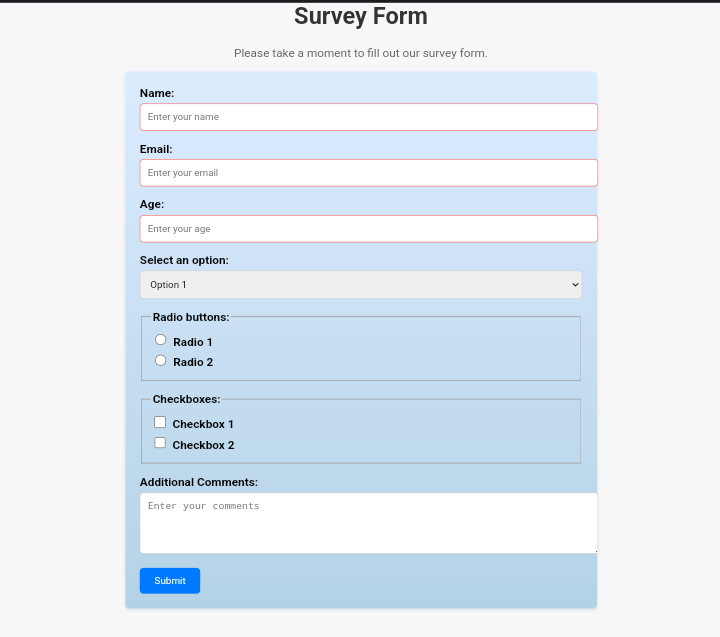 Survey Form
Please take a moment to fill out our survey form.
Name:
Enter your name
Email:
Enter your email
Age:
Enter your age
Select an option:
Option 1
Radio buttons:
Radio 1
Radio 2
Checkboxes:
Checkbox 1
Checkbox 2
Additional Comments:
Enter your comments
Submit